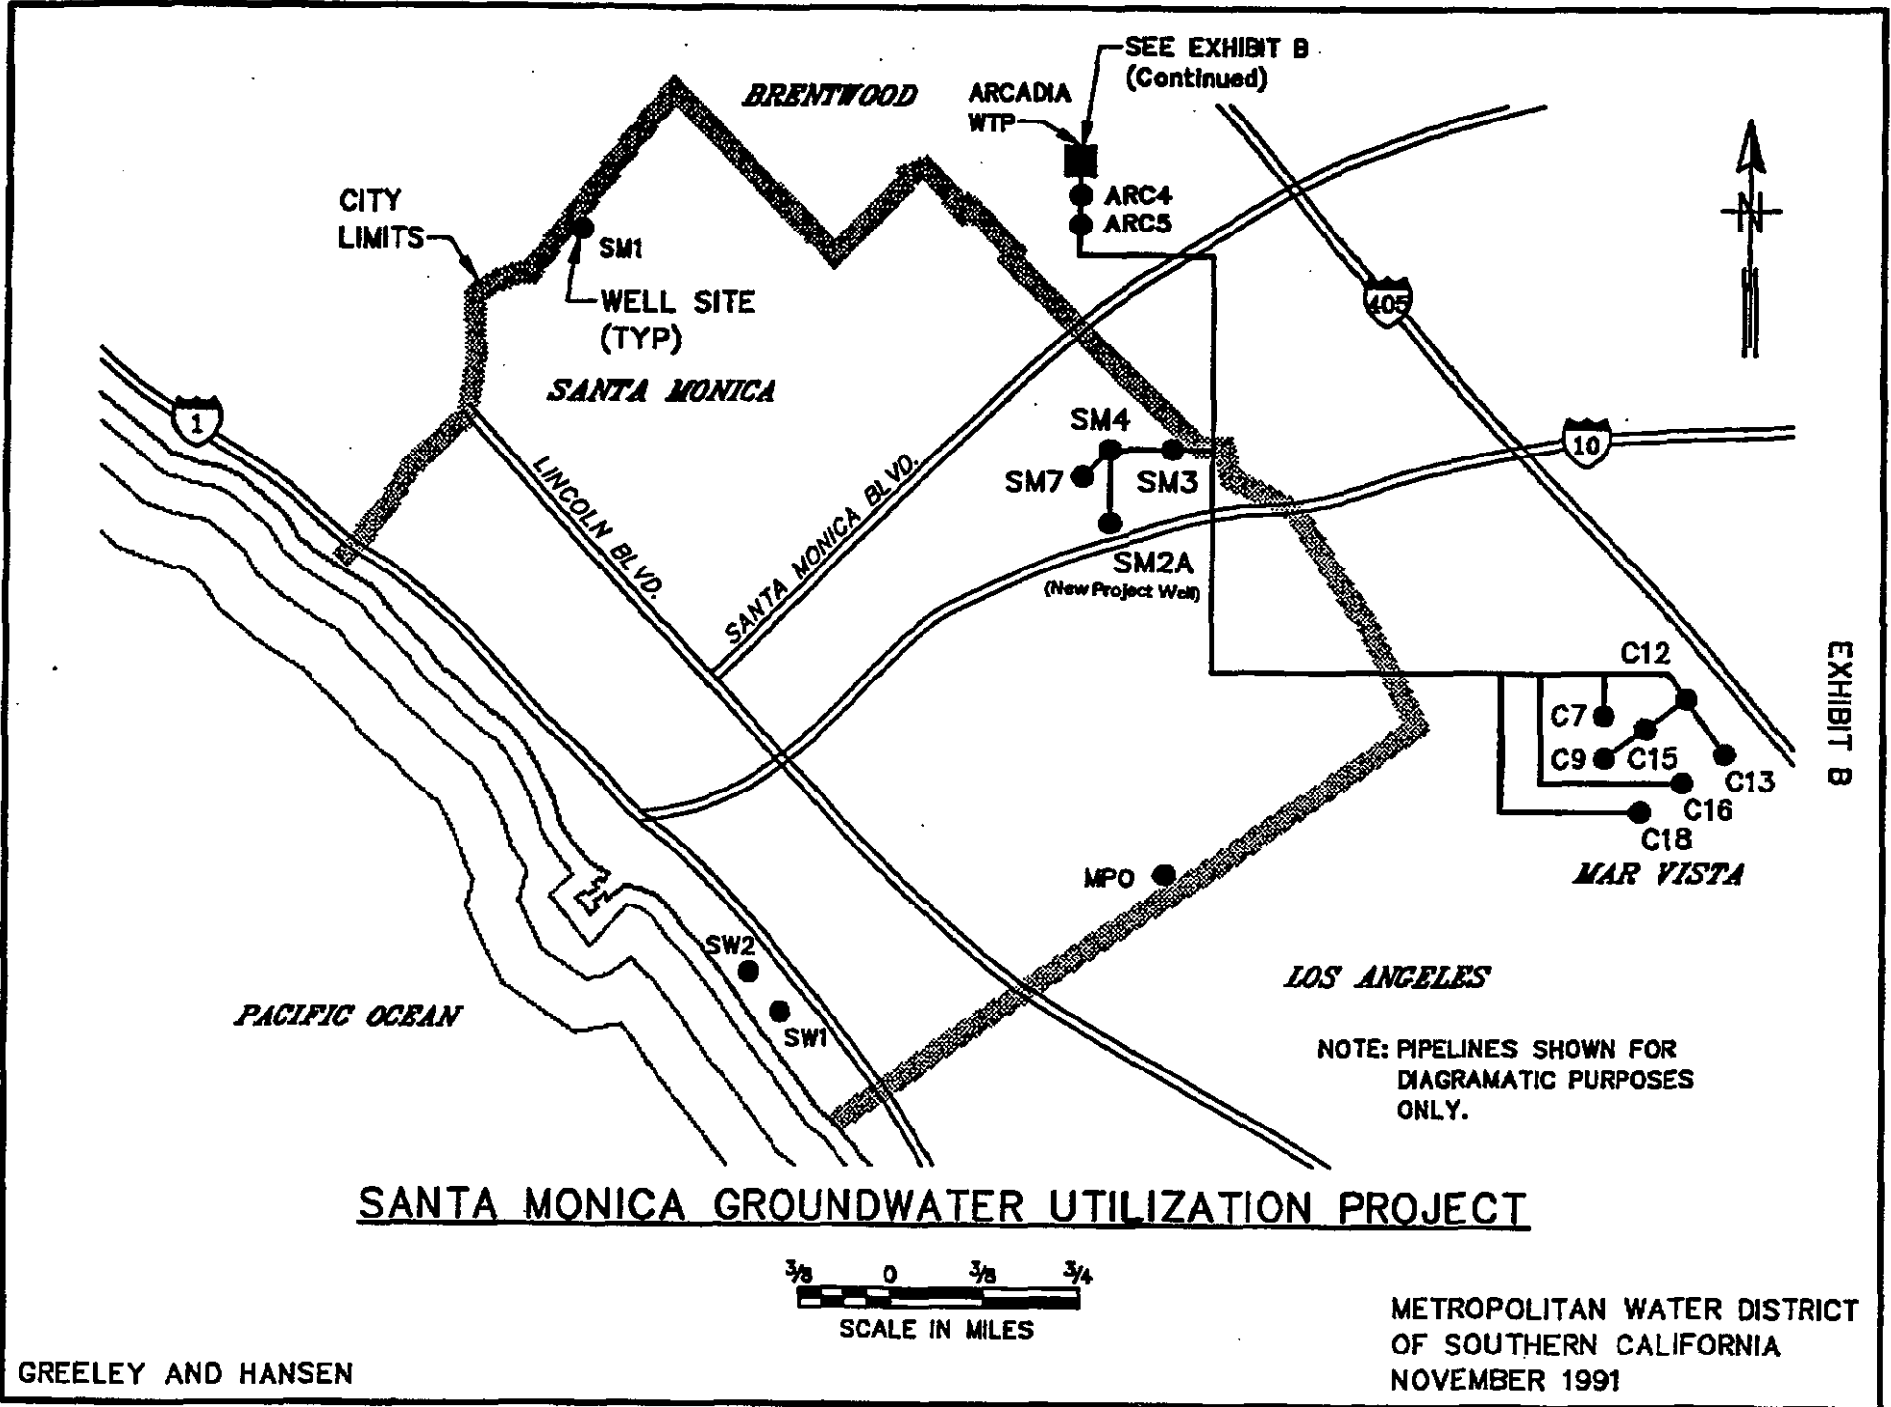 SEE EXHIBIT B
(Continued)
BRENTWOOD
ARCADIA
WTP
ARC4
ARC5
N
CITY
LIMITS
SM1
WELL SITE
(TYP)
SANTA MONICA
405
1
10
LINCOLN BLVD.
SANTA MONICA BLVD.
SM4
SM7
SM3
SM2A
(New Project Well)
C12
C7
C9
C15
C13
C16
C18
MAR VISTA
EXHIBIT B
MPO
SW2
SW1
PACIFIC OCEAN
LOS ANGELES
NOTE: PIPELINES SHOWN FOR
DIAGRAMATIC PURPOSES
ONLY.
SANTA MONICA GROUNDWATER UTILIZATION PROJECT
3/8 0 3/8 3/4
SCALE IN MILES
GREELEY AND HANSEN
METROPOLITAN WATER DISTRICT
OF SOUTHERN CALIFORNIA
NOVEMBER 1991